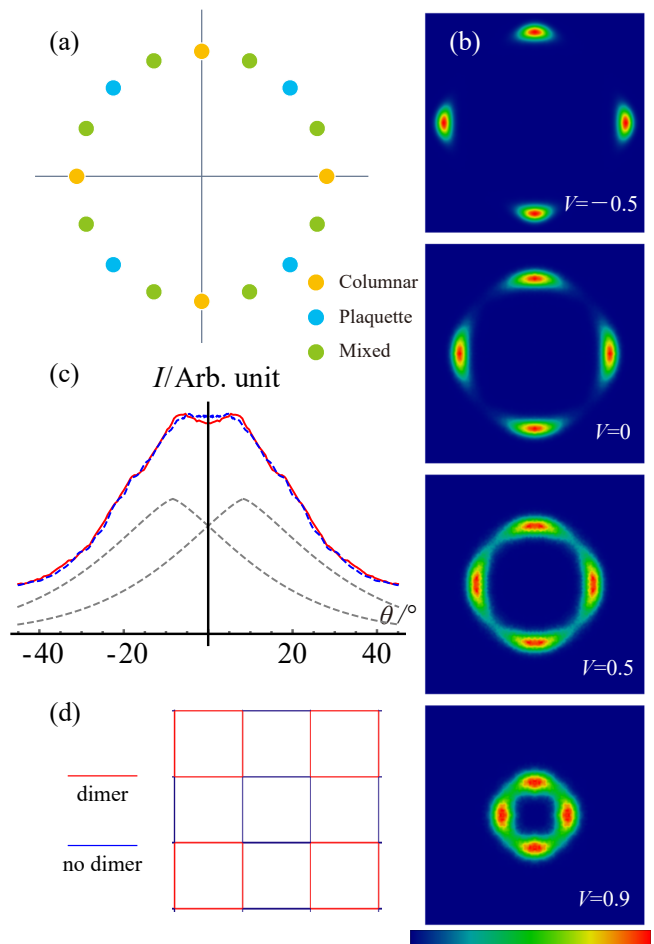 (a)
Columnar
Plaquette
Mixed
(b)
V=−0.5
V=0
V=0.5
V=0.9
(c)
I/Arb. unit
θ/°
-40
-20
20
40
(d)
dimer
no dimer